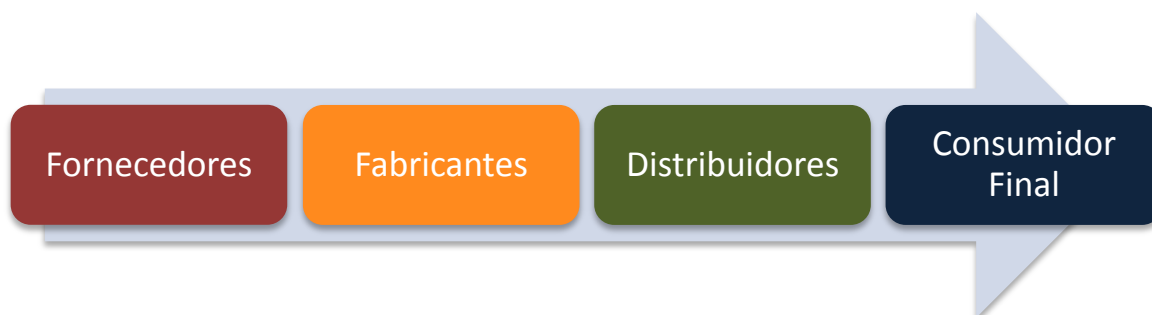 Fornecedores
Fabricantes
Distribuidores
Consumidor
Final